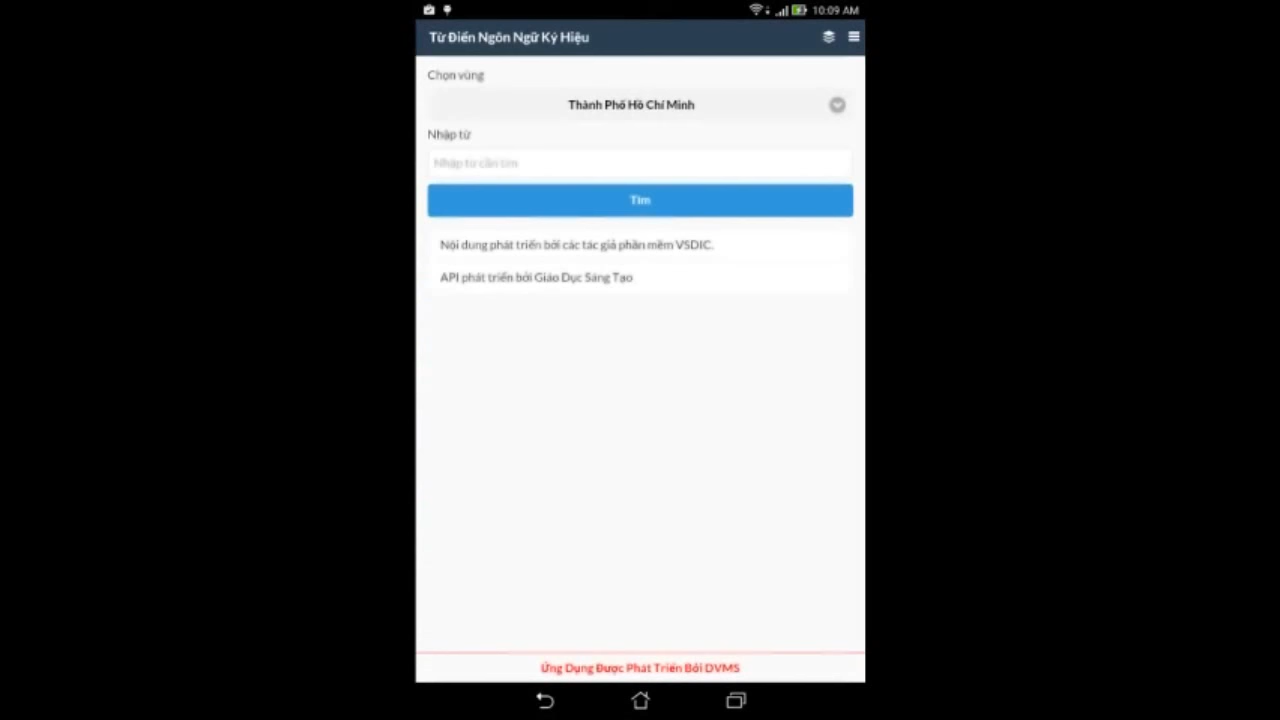 10:09 AM
Từ Điển Ngôn Ngữ Ký Hiệu
Chọn vùng
Thành Phố Hồ Chí Minh
Nhập từ
Nhập từ cần tìm
Tìm
Nội dung phát triển bởi các tác giả phần mềm VSDIC.
API phát triển bởi Giáo Dục Sáng Tạo
Ứng Dụng Được Phát Triển Bởi DVMS